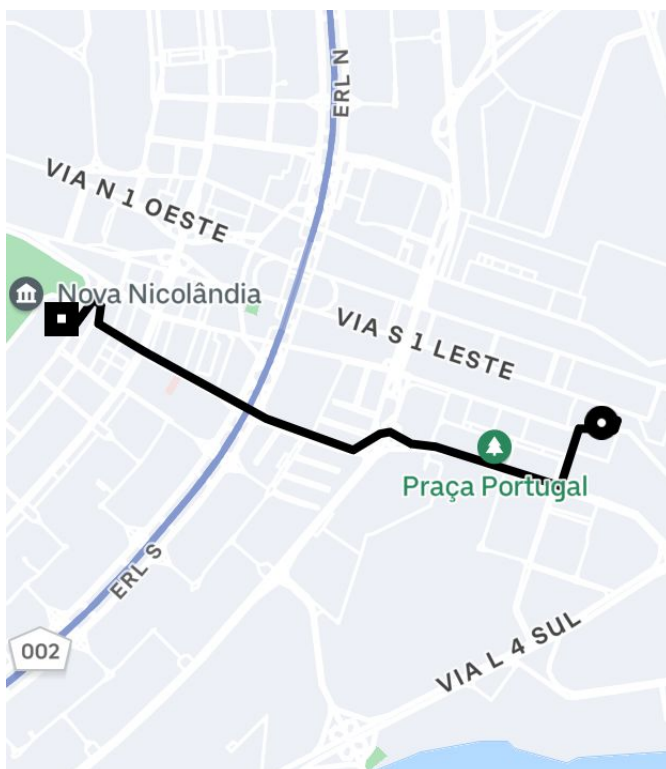 ERL N
VIA N 1 OESTE
Nova Nicolândia
VIA S 1 LESTE
Praça Portugal
ERL S
VIA L 4 SUL
002